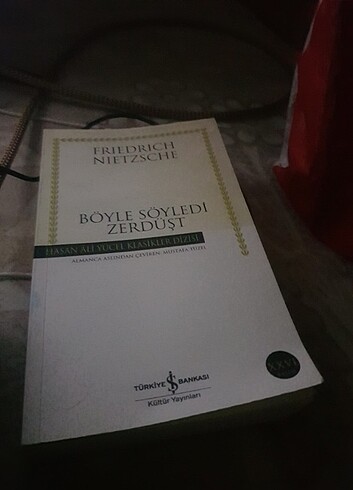 FRIEDRICH
NIETZSCHE
BÖYLE SÖYLEDİ
ZERDÜŞT
HASAN ÂLİ YÜCEL KLASİKLER DİZİSİ
ALMANCA ASLINDAN ÇEVİREN: MUSTAFA TÜZEL
TÜRKİYE İŞ BANKASI
Kültür Yayınları